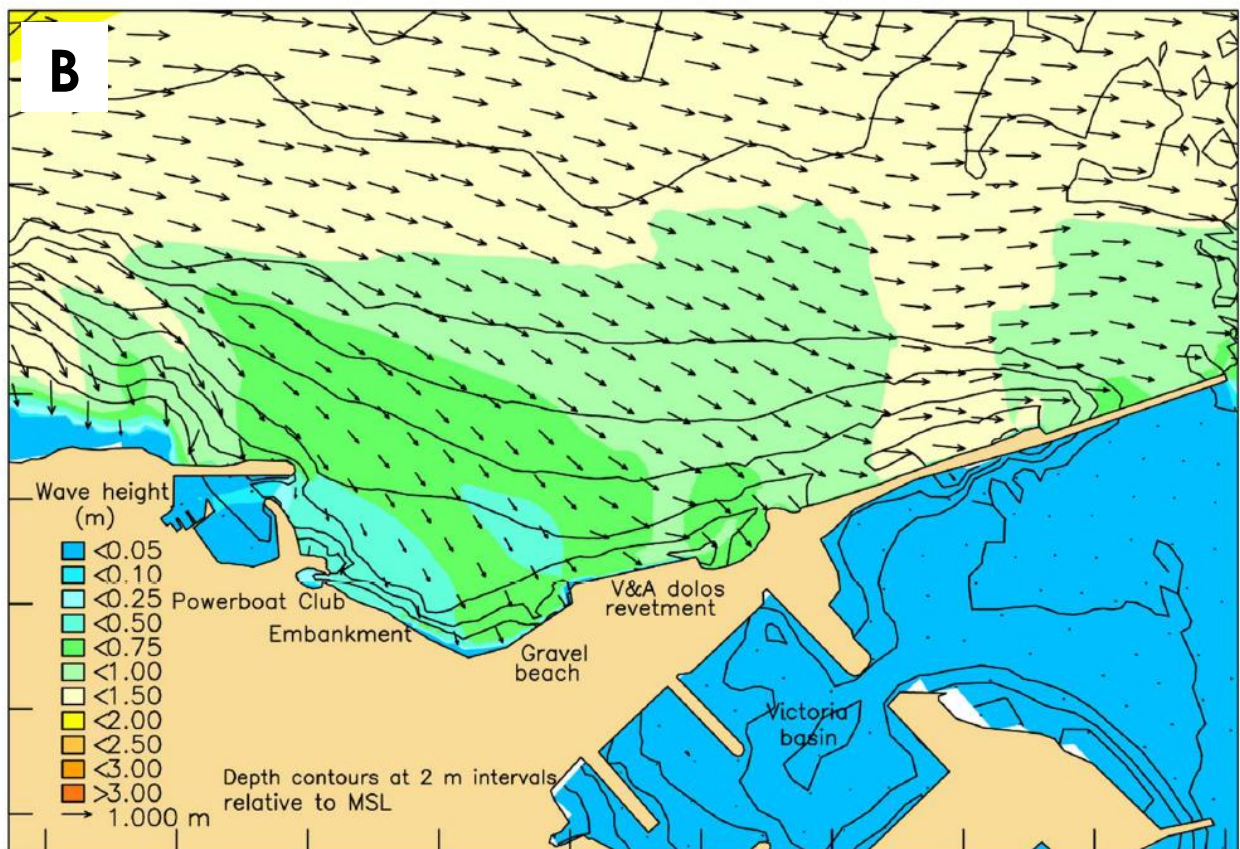 B
Wave height
(m)
<0.05
<0.10
<0.25
<0.50
<0.75
<1.00
<1.50
<2.00
<2.50
<3.00
>3.00
1.000 m
Powerboat Club
Embankment
Gravel
beach
V&A dolos
revetment
Victoria
basin
Depth contours at 2 m intervals
relative to MSL